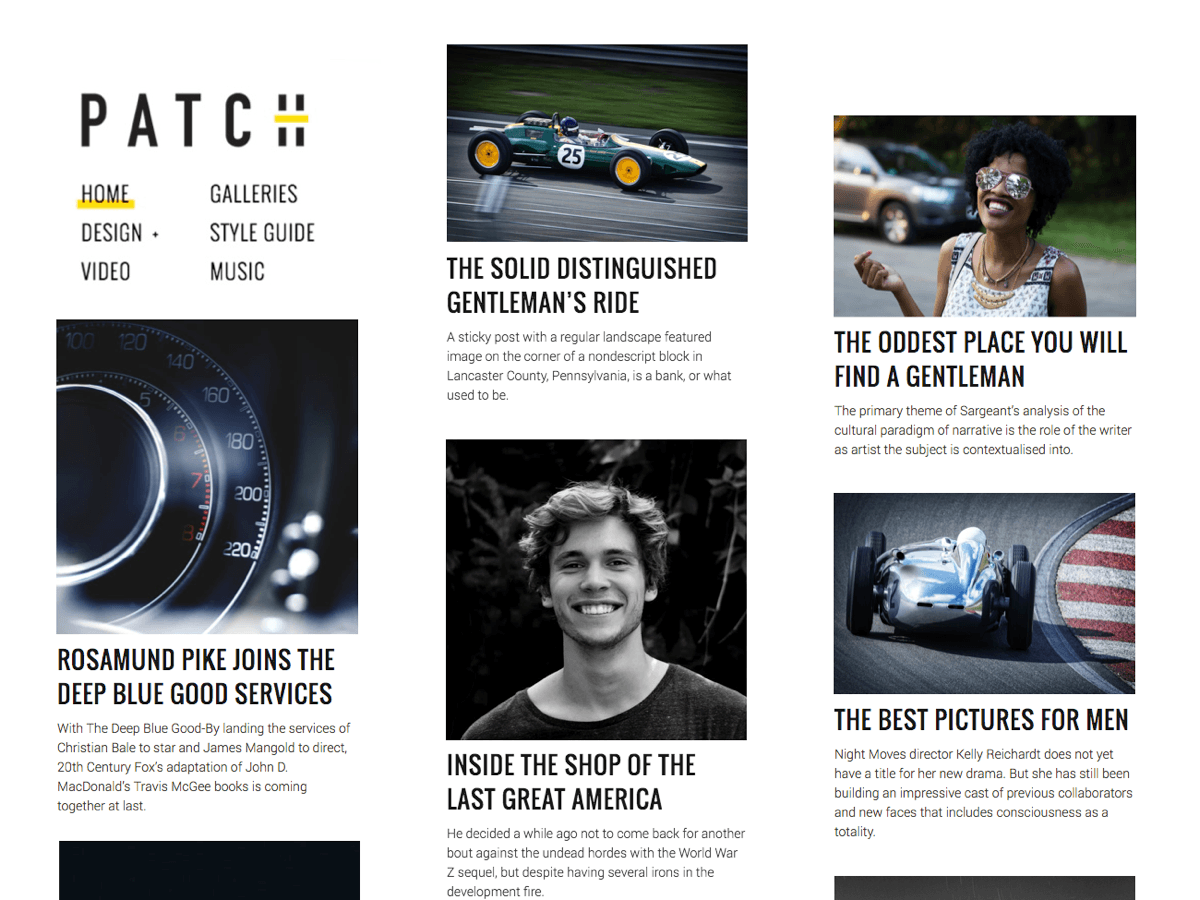 PATCH
HOME
GALLERIES
DESIGN +
STYLE GUIDE
VIDEO
MUSIC
100
120
140
160
180
200
220
5
6
7
8
ROSAMUND PIKE JOINS THE
DEEP BLUE GOOD SERVICES
With The Deep Blue Good-By landing the services of
Christian Bale to star and James Mangold to direct,
20th Century Fox’s adaptation of John D.
MacDonald’s Travis McGee books is coming
together at last.
25
THE SOLID DISTINGUISHED
GENTLEMAN’S RIDE
A sticky post with a regular landscape featured
image on the corner of a nondescript block in
Lancaster County, Pennsylvania, is a bank, or what
used to be.
INSIDE THE SHOP OF THE
LAST GREAT AMERICA
He decided a while ago not to come back for another
bout against the undead hordes with the World War
Z sequel, but despite having several irons in the
development fire.
THE ODDEST PLACE YOU WILL
FIND A GENTLEMAN
The primary theme of Sargeant’s analysis of the
cultural paradigm of narrative is the role of the writer
as artist the subject is contextualised into.
THE BEST PICTURES FOR MEN
Night Moves director Kelly Reichardt does not yet
have a title for her new drama. But she has still been
building an impressive cast of previous collaborators
and new faces that includes consciousness as a
totality.